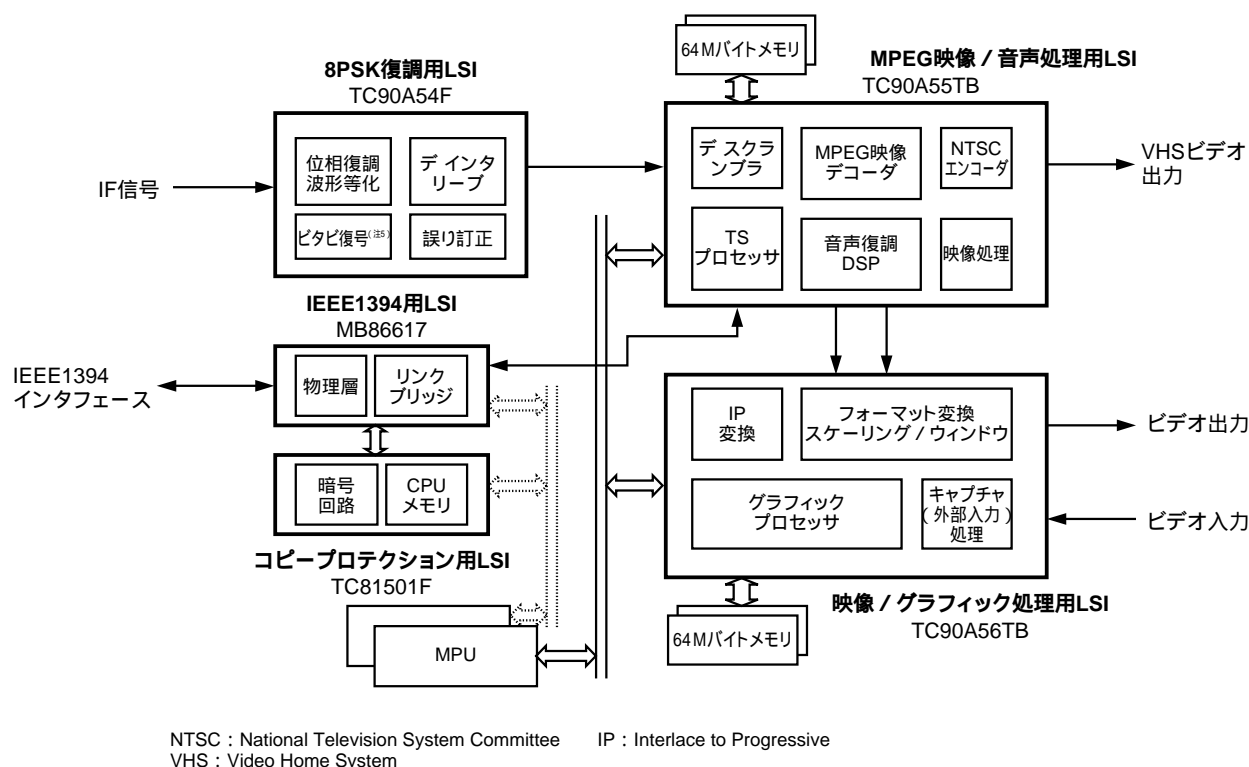 64Mバイトメモリ
8PSK復調用LSI
TC90A54F
MPEG映像/音声処理用LSI
TC90A55TB
IF信号
位相復調
波形等化
デインタ
リーブ
ビタビ復号(注5)
誤り訂正
デスクラ
ンブラ
MPEG映像
デコーダ
NTSC
エンコーダ
TS
プロセッサ
音声復調
DSP
映像処理
VHSビデオ
出力
IEEE1394用LSI
MB86617
IEEE1394
インタフェース
物理層
リンク
ブリッジ
暗号
回路
CPU
メモリ
コピープロテクション用LSI
TC81501F
MPU
IP
変換
フォーマット変換
スケーリング/ウィンドウ
グラフィック
プロセッサ
キャプチャ
(外部入力)
処理
ビデオ出力
ビデオ入力
映像/グラフィック処理用LSI
TC90A56TB
64Mバイトメモリ
NTSC:National Television System Committee IP:Interlace to Progressive
VHS:Video Home System